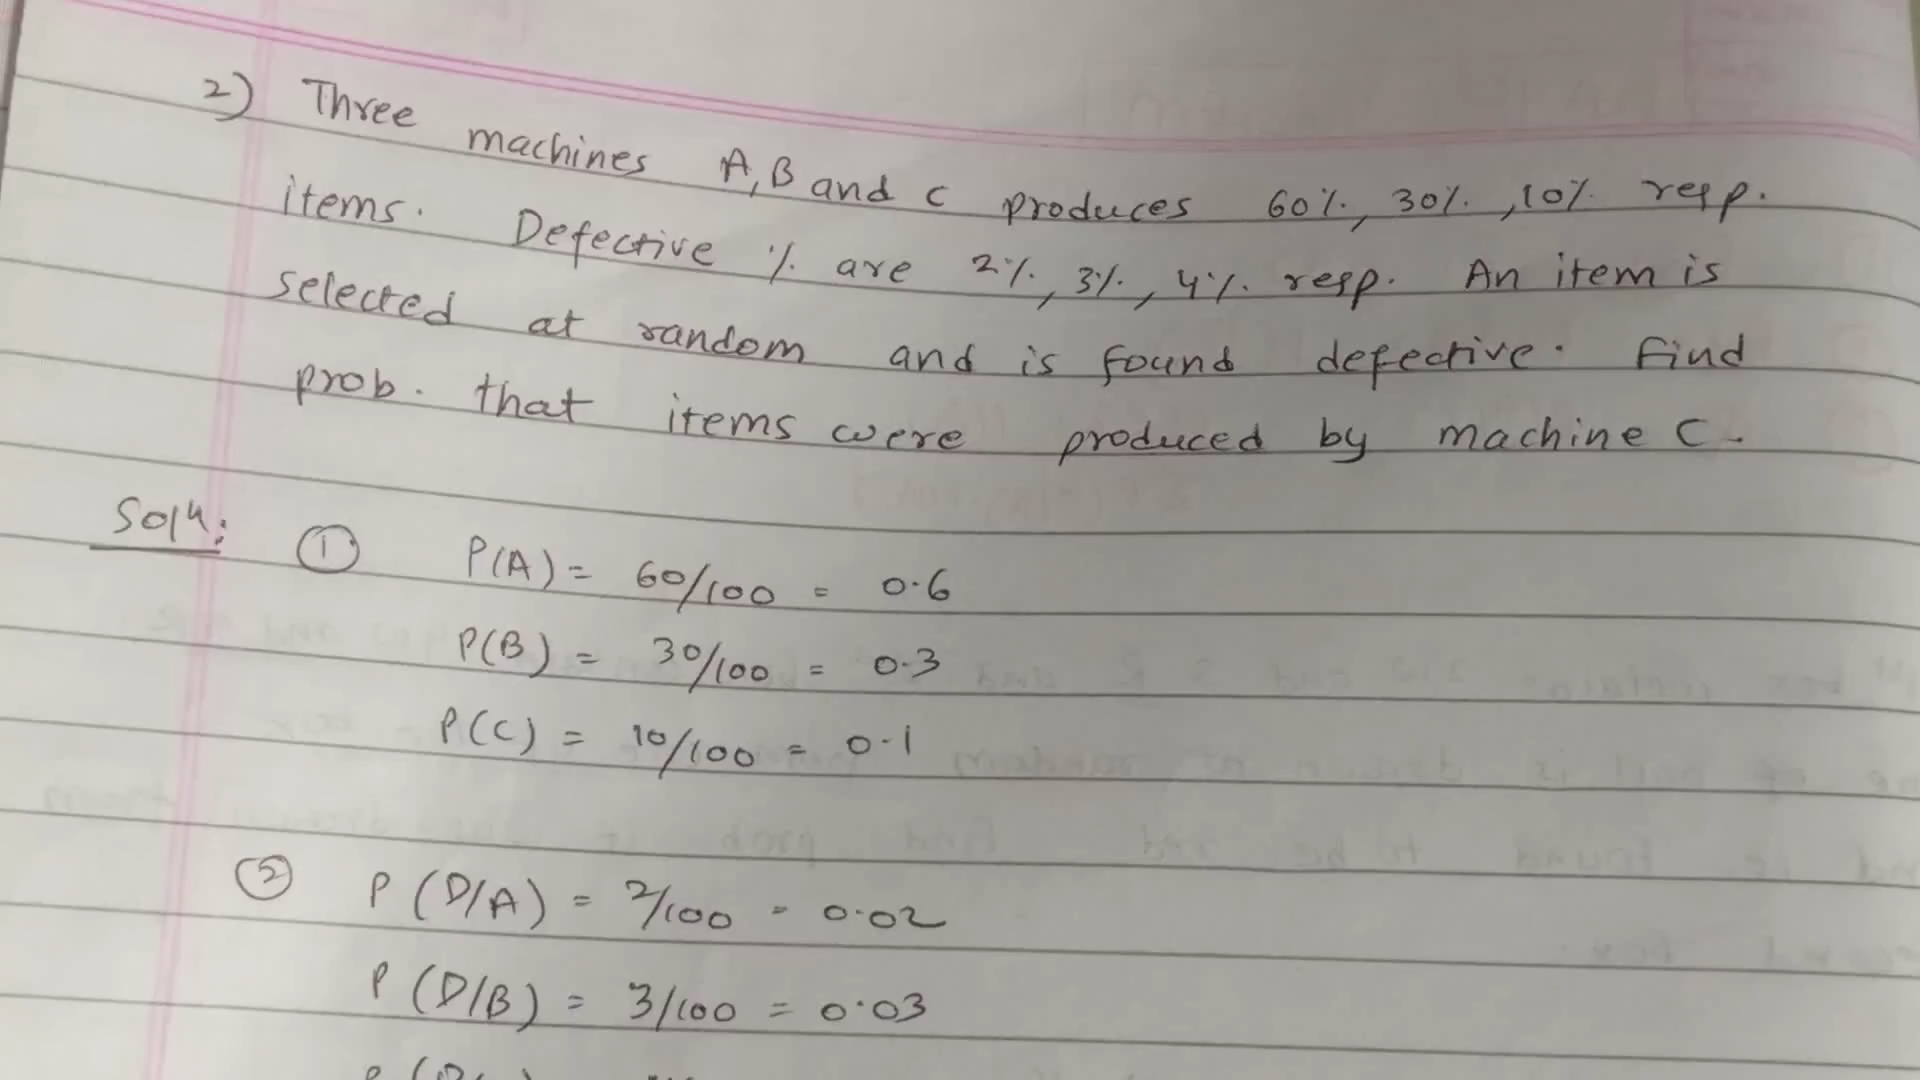 2) Three machines A, B and C produces 60%, 30%, 10% resp.
items. Defective % are 2%, 3%, 4% resp. An item is
selected at random and is found defective. Find
prob. that items were produced by machine C.
Soln: ① P(A) = 60/100 = 0.6
P(B) = 30/100 = 0.3
P(C) = 10/100 = 0.1
② P(D/A) = 2/100 = 0.02
P(D/B) = 3/100 = 0.03